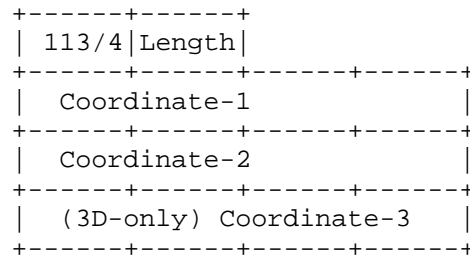 +------+------+
| 113/4|Length|
+------+------+------+------+
|  Coordinate-1             |
+------+------+------+------+
|  Coordinate-2             |
+------+------+------+------+
|  (3D-only) Coordinate-3   |
+------+------+------+------+